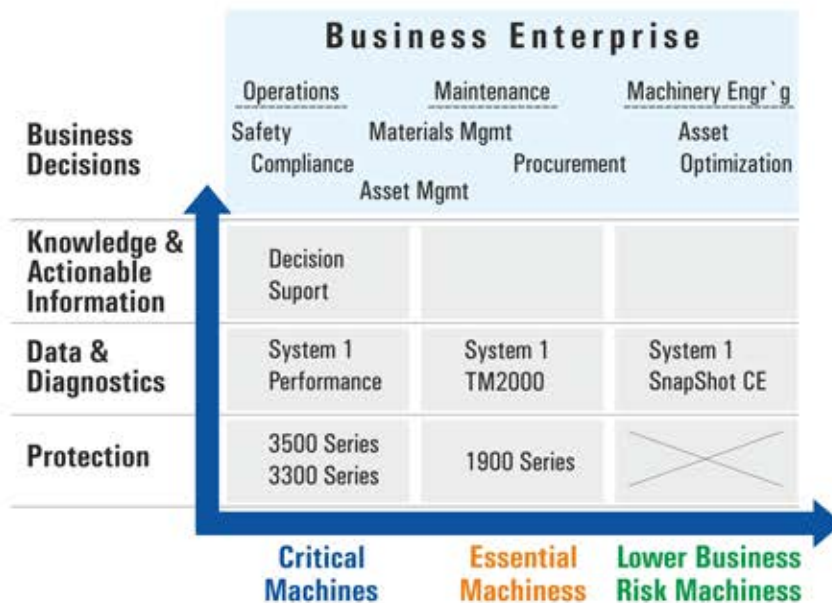 Business Enterprise
Operations Maintenance Machinery Engr`g
Business
Decisions
Safety Materials Mgmt Asset
Compliance Procurement Optimization
Asset Mgmt
Knowledge &
Actionable
Information
Decision
Suport
Data &
Diagnostics
System 1
Performance
System 1
TM2000
System 1
SnapShot CE
Protection
3500 Series
3300 Series
1900 Series
Critical
Machines
Essential
Machiness
Lower Business
Risk Machiness